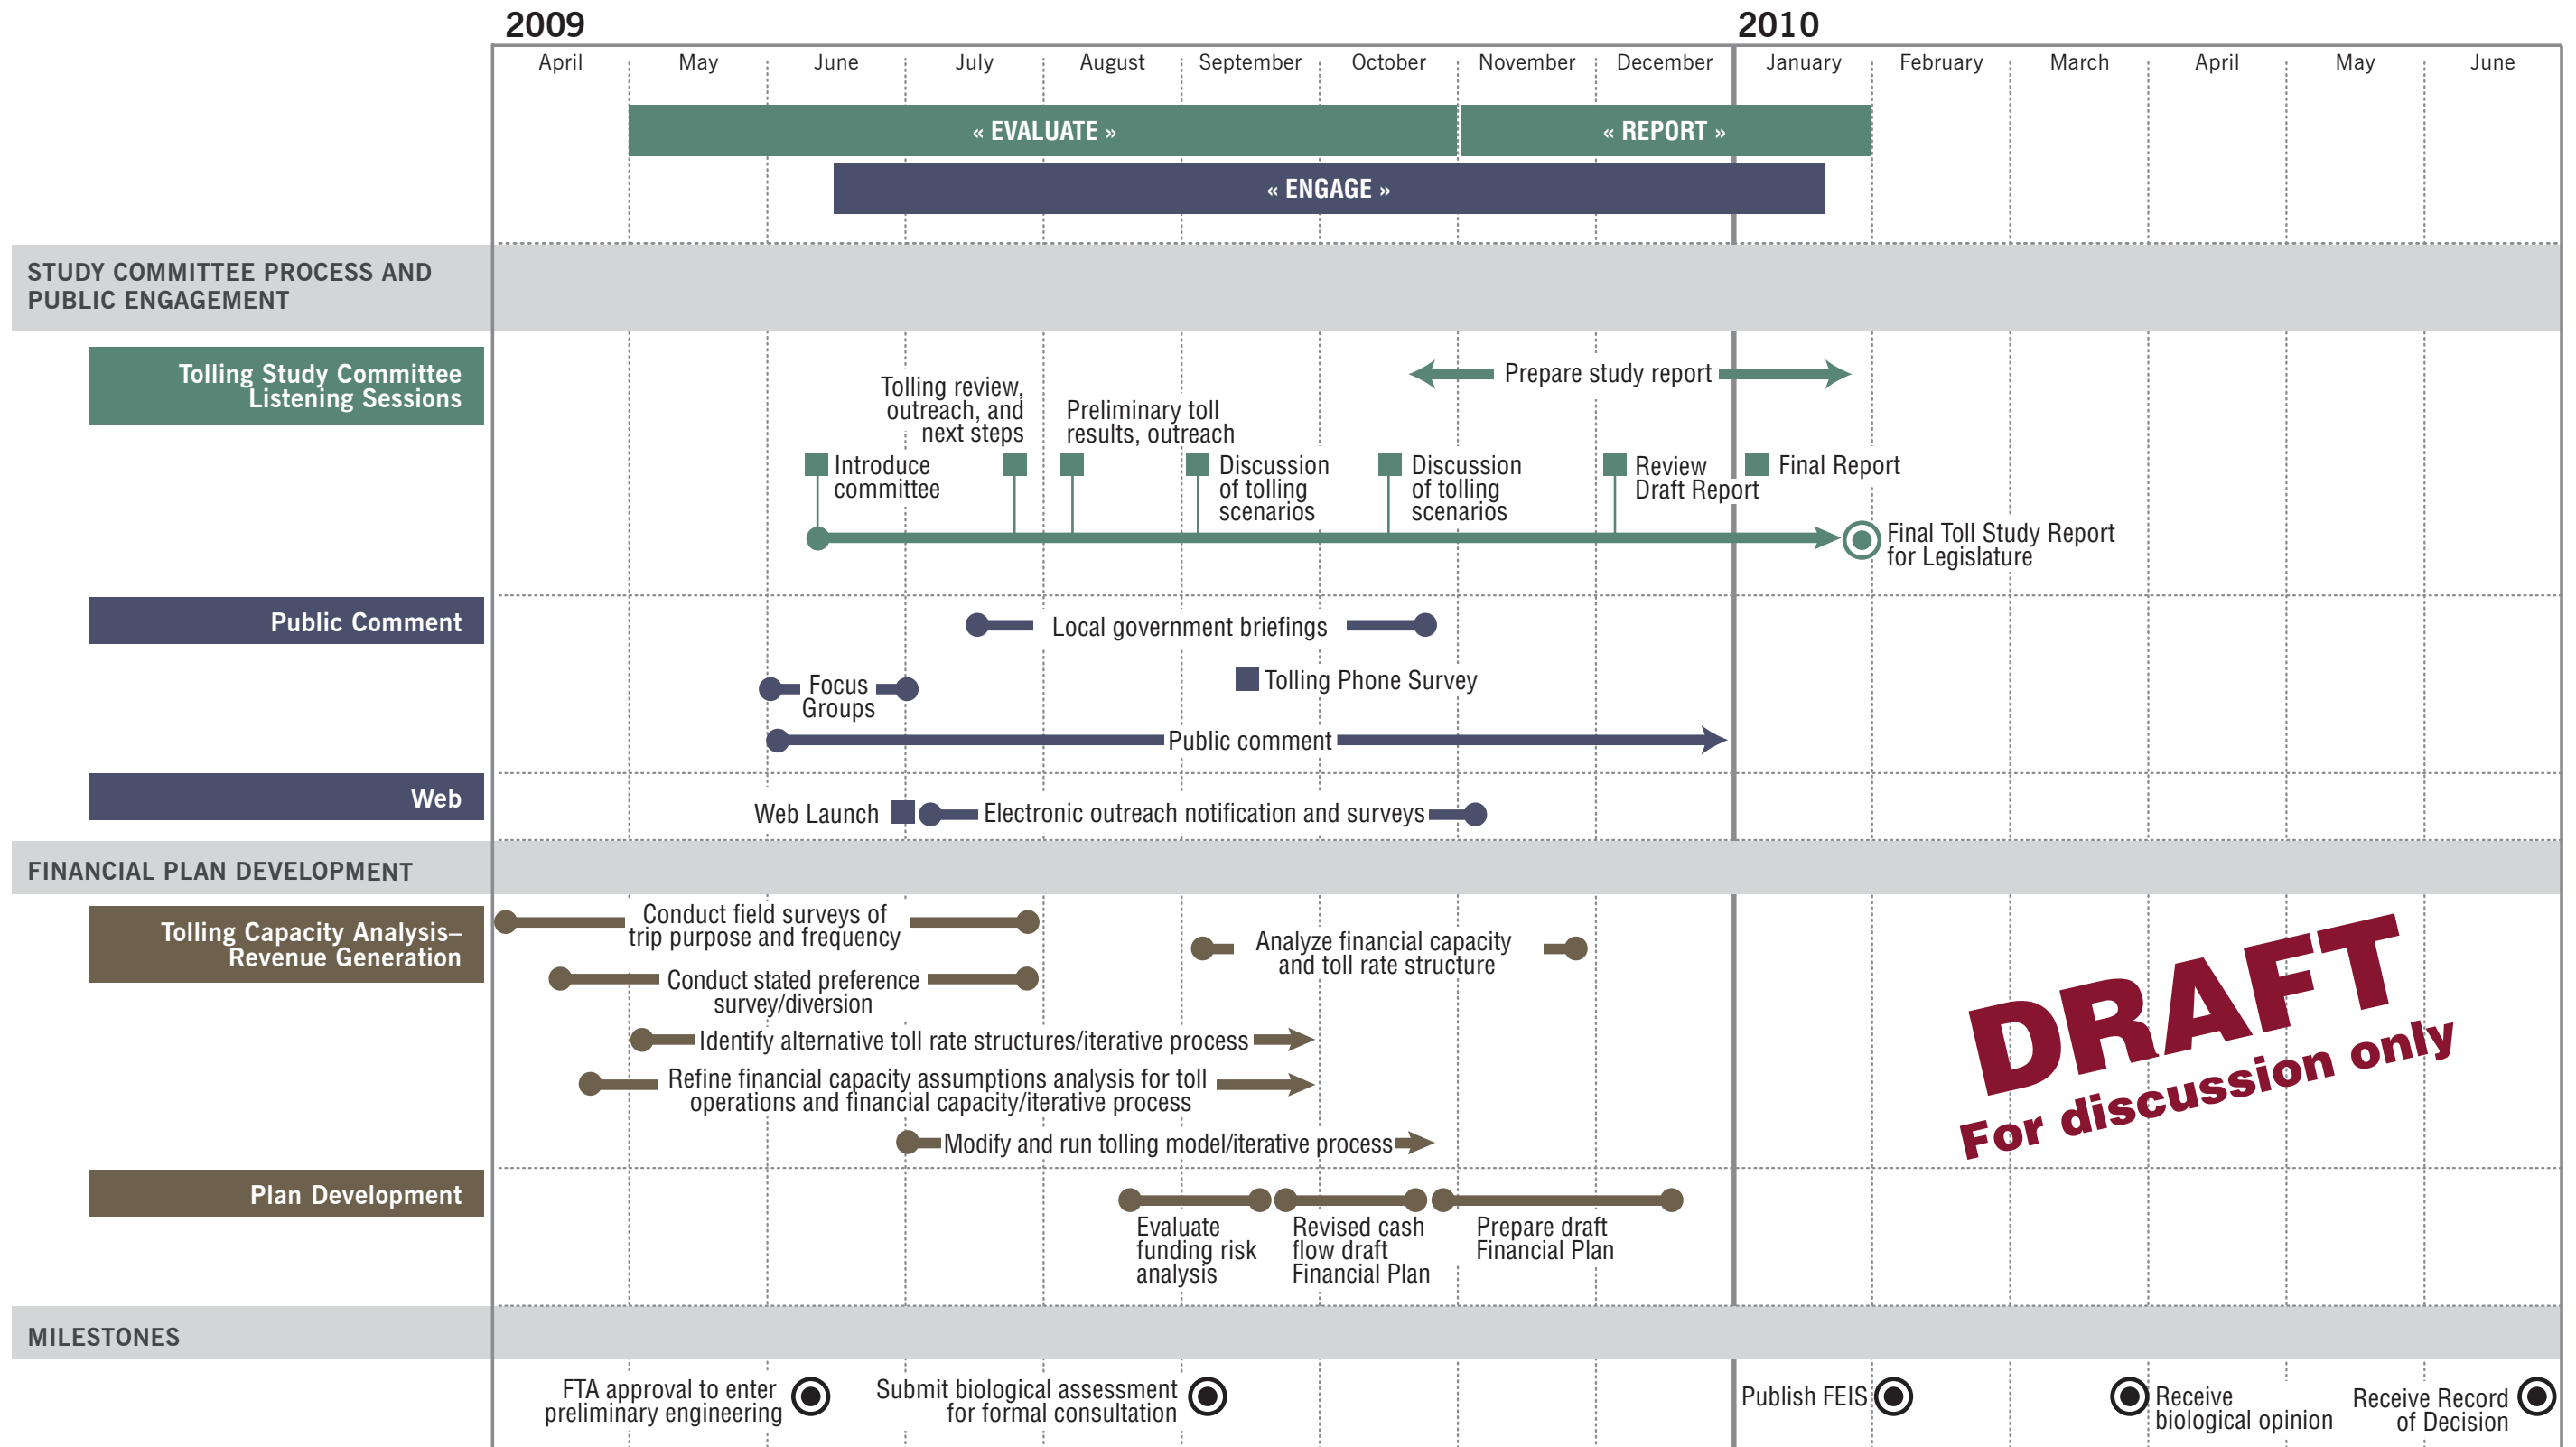 2009
2010
April
May
June
July
August
September
October
November
December
January
February
March
April
May
June
« EVALUATE »
« REPORT »
« ENGAGE »
STUDY COMMITTEE PROCESS AND
PUBLIC ENGAGEMENT
Tolling Study Committee
Listening Sessions
Prepare study report
Tolling review,
outreach, and
next steps
Preliminary toll
results, outreach
Introduce
committee
Discussion
of tolling
scenarios
Discussion
of tolling
scenarios
Review
Draft Report
Final Report
Final Toll Study Report
for Legislature
Public Comment
Local government briefings
Focus
Groups
Tolling Phone Survey
Public comment
Web
Web Launch
Electronic outreach notification and surveys
FINANCIAL PLAN DEVELOPMENT
Tolling Capacity Analysis–
Revenue Generation
Conduct field surveys of
trip purpose and frequency
Analyze financial capacity
and toll rate structure
Conduct stated preference
survey/diversion
Identify alternative toll rate structures/iterative process
Refine financial capacity assumptions analysis for toll
operations and financial capacity/iterative process
Modify and run tolling model/iterative process
DRAFT
For discussion only
Plan Development
Evaluate
funding risk
analysis
Revised cash
flow draft
Financial Plan
Prepare draft
Financial Plan
MILESTONES
FTA approval to enter
preliminary engineering
Submit biological assessment
for formal consultation
Publish FEIS
Receive
biological opinion
Receive Record
of Decision